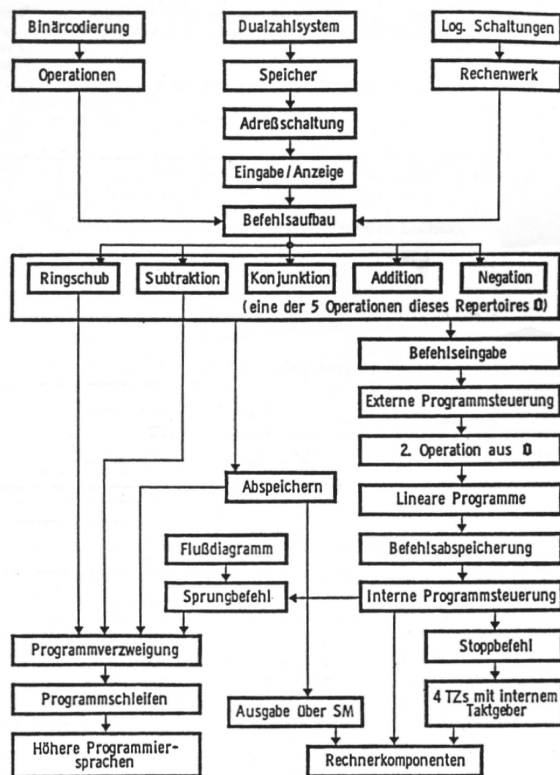 Binärcodierung
Dualzahlsystem
Log. Schaltungen
Operationen
Speicher
Rechenwerk
Adreßschaltung
Eingabe/Anzeige
Befehlsaufbau
Ringschub
Subtraktion
Konjunktion
Addition
Negation
(eine der 5 Operationen dieses Repertoires O)
Befehlseingabe
Externe Programmsteuerung
2. Operation aus O
Abspeichern
Lineare Programme
Flußdiagramm
Befehlsabspeicherung
Sprungbefehl
Interne Programmsteuerung
Programmverzweigung
Stoppbefehl
Programmschleifen
Ausgabe über SM
4 TZs mit internem
Taktgeber
Höhere Programmier-
sprachen
Rechnerkomponenten